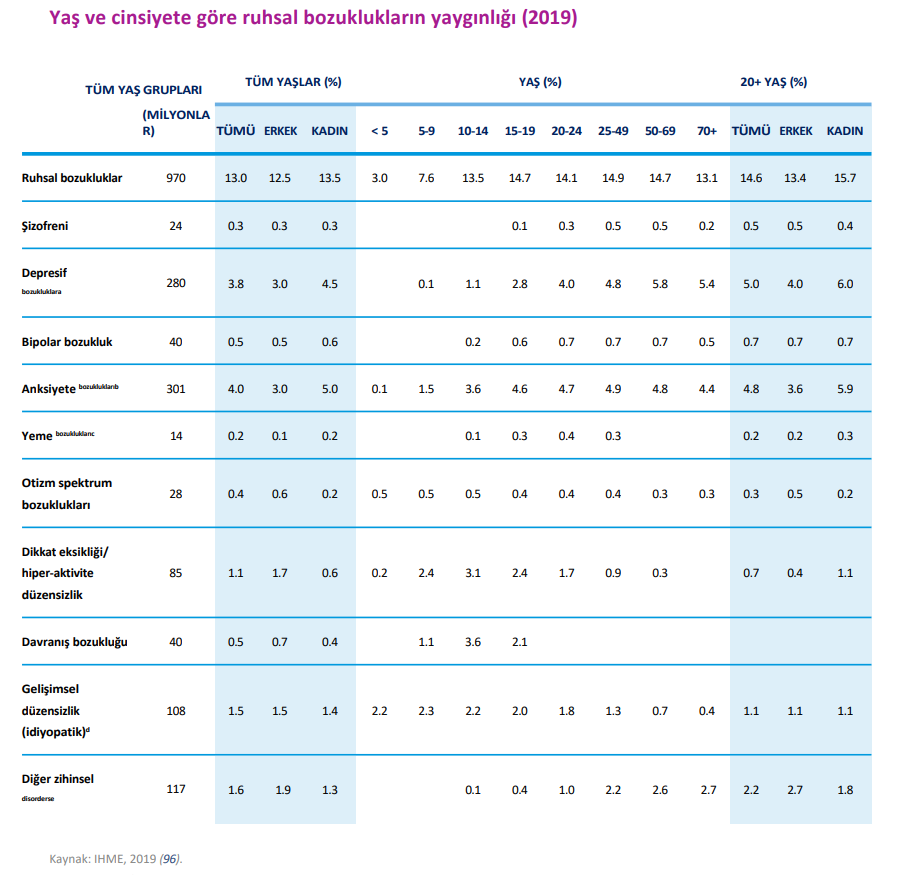 Yaş ve cinsiyete göre ruhsal bozuklukların yaygınlığı (2019)
TÜM YAŞ GRUPLARI TÜM YAŞLAR (%) YAŞ (%) 20+ YAŞ (%)
(MİLYONLA
R) TÜMÜ ERKEK KADIN < 5 5-9 10-14 15-19 20-24 25-49 50-69 70+ TÜMÜ ERKEK KADIN
Ruhsal bozukluklar 970 13.0 12.5 13.5 3.0 7.6 13.5 14.7 14.1 14.9 14.7 13.1 14.6 13.4 15.7
Şizofreni 24 0.3 0.3 0.3 0.1 0.3 0.5 0.5 0.2 0.5 0.5 0.4
Depresif
bozukluklara 280 3.8 3.0 4.5 0.1 1.1 2.8 4.0 4.8 5.8 5.4 5.0 4.0 6.0
Bipolar bozukluk 40 0.5 0.5 0.6 0.2 0.6 0.7 0.7 0.7 0.5 0.7 0.7 0.7
Anksiyete bozukluklarıb 301 4.0 3.0 5.0 0.1 1.5 3.6 4.6 4.7 4.9 4.8 4.4 4.8 3.6 5.9
Yeme bozukluklarıc 14 0.2 0.1 0.2 0.1 0.3 0.4 0.3 0.2 0.2 0.3
Otizm spektrum
bozuklukları 28 0.4 0.6 0.2 0.5 0.5 0.5 0.4 0.4 0.4 0.3 0.3 0.3 0.5 0.2
Dikkat eksikliği/
hiper-aktivite 85 1.1 1.7 0.6 0.2 2.4 3.1 2.4 1.7 0.9 0.3 0.7 0.4 1.1
düzensizlik
Davranış bozukluğu 40 0.5 0.7 0.4 1.1 3.6 2.1
Gelişimsel
düzensizlik 108 1.5 1.5 1.4 2.2 2.3 2.2 2.0 1.8 1.3 0.7 0.4 1.1 1.1 1.1
(idiyopatik)d
Diğer zihinsel
disorderse 117 1.6 1.9 1.3 0.1 0.4 1.0 2.2 2.6 2.7 2.2 2.7 1.8
Kaynak: IHME, 2019 (96).